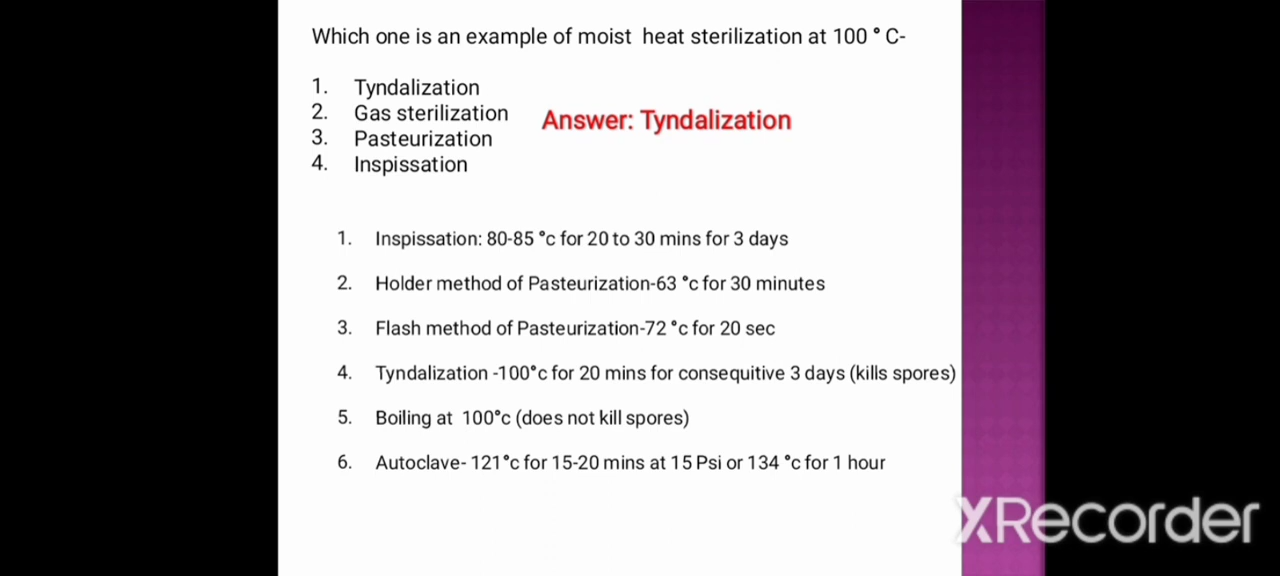 Which one is an example of moist heat sterilization at 100 ° C-
1. Tyndalization
2. Gas sterilization
3. Pasteurization
4. Inspissation
Answer: Tyndalization
1. Inspissation: 80-85 °c for 20 to 30 mins for 3 days
2. Holder method of Pasteurization-63 °c for 30 minutes
3. Flash method of Pasteurization-72 °c for 20 sec
4. Tyndalization -100°c for 20 mins for consequitive 3 days (kills spores)
5. Boiling at 100°c (does not kill spores)
6. Autoclave- 121°c for 15-20 mins at 15 Psi or 134 °c for 1 hour
XRecorder